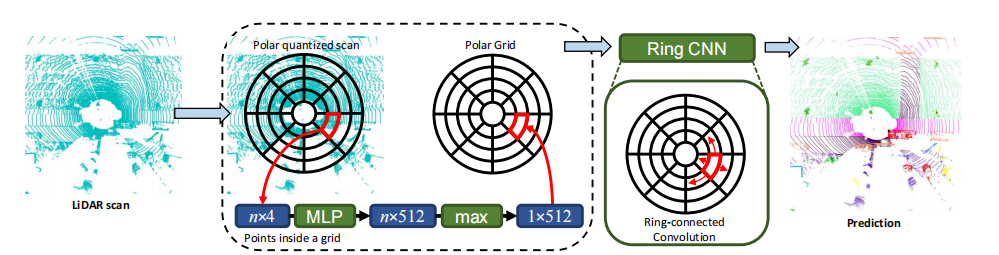 Polar quantized scan
Polar Grid
Ring CNN
n×4
MLP
n×512
max
1×512
Points inside a grid
LiDAR scan
Ring-connected
Convolution
Prediction